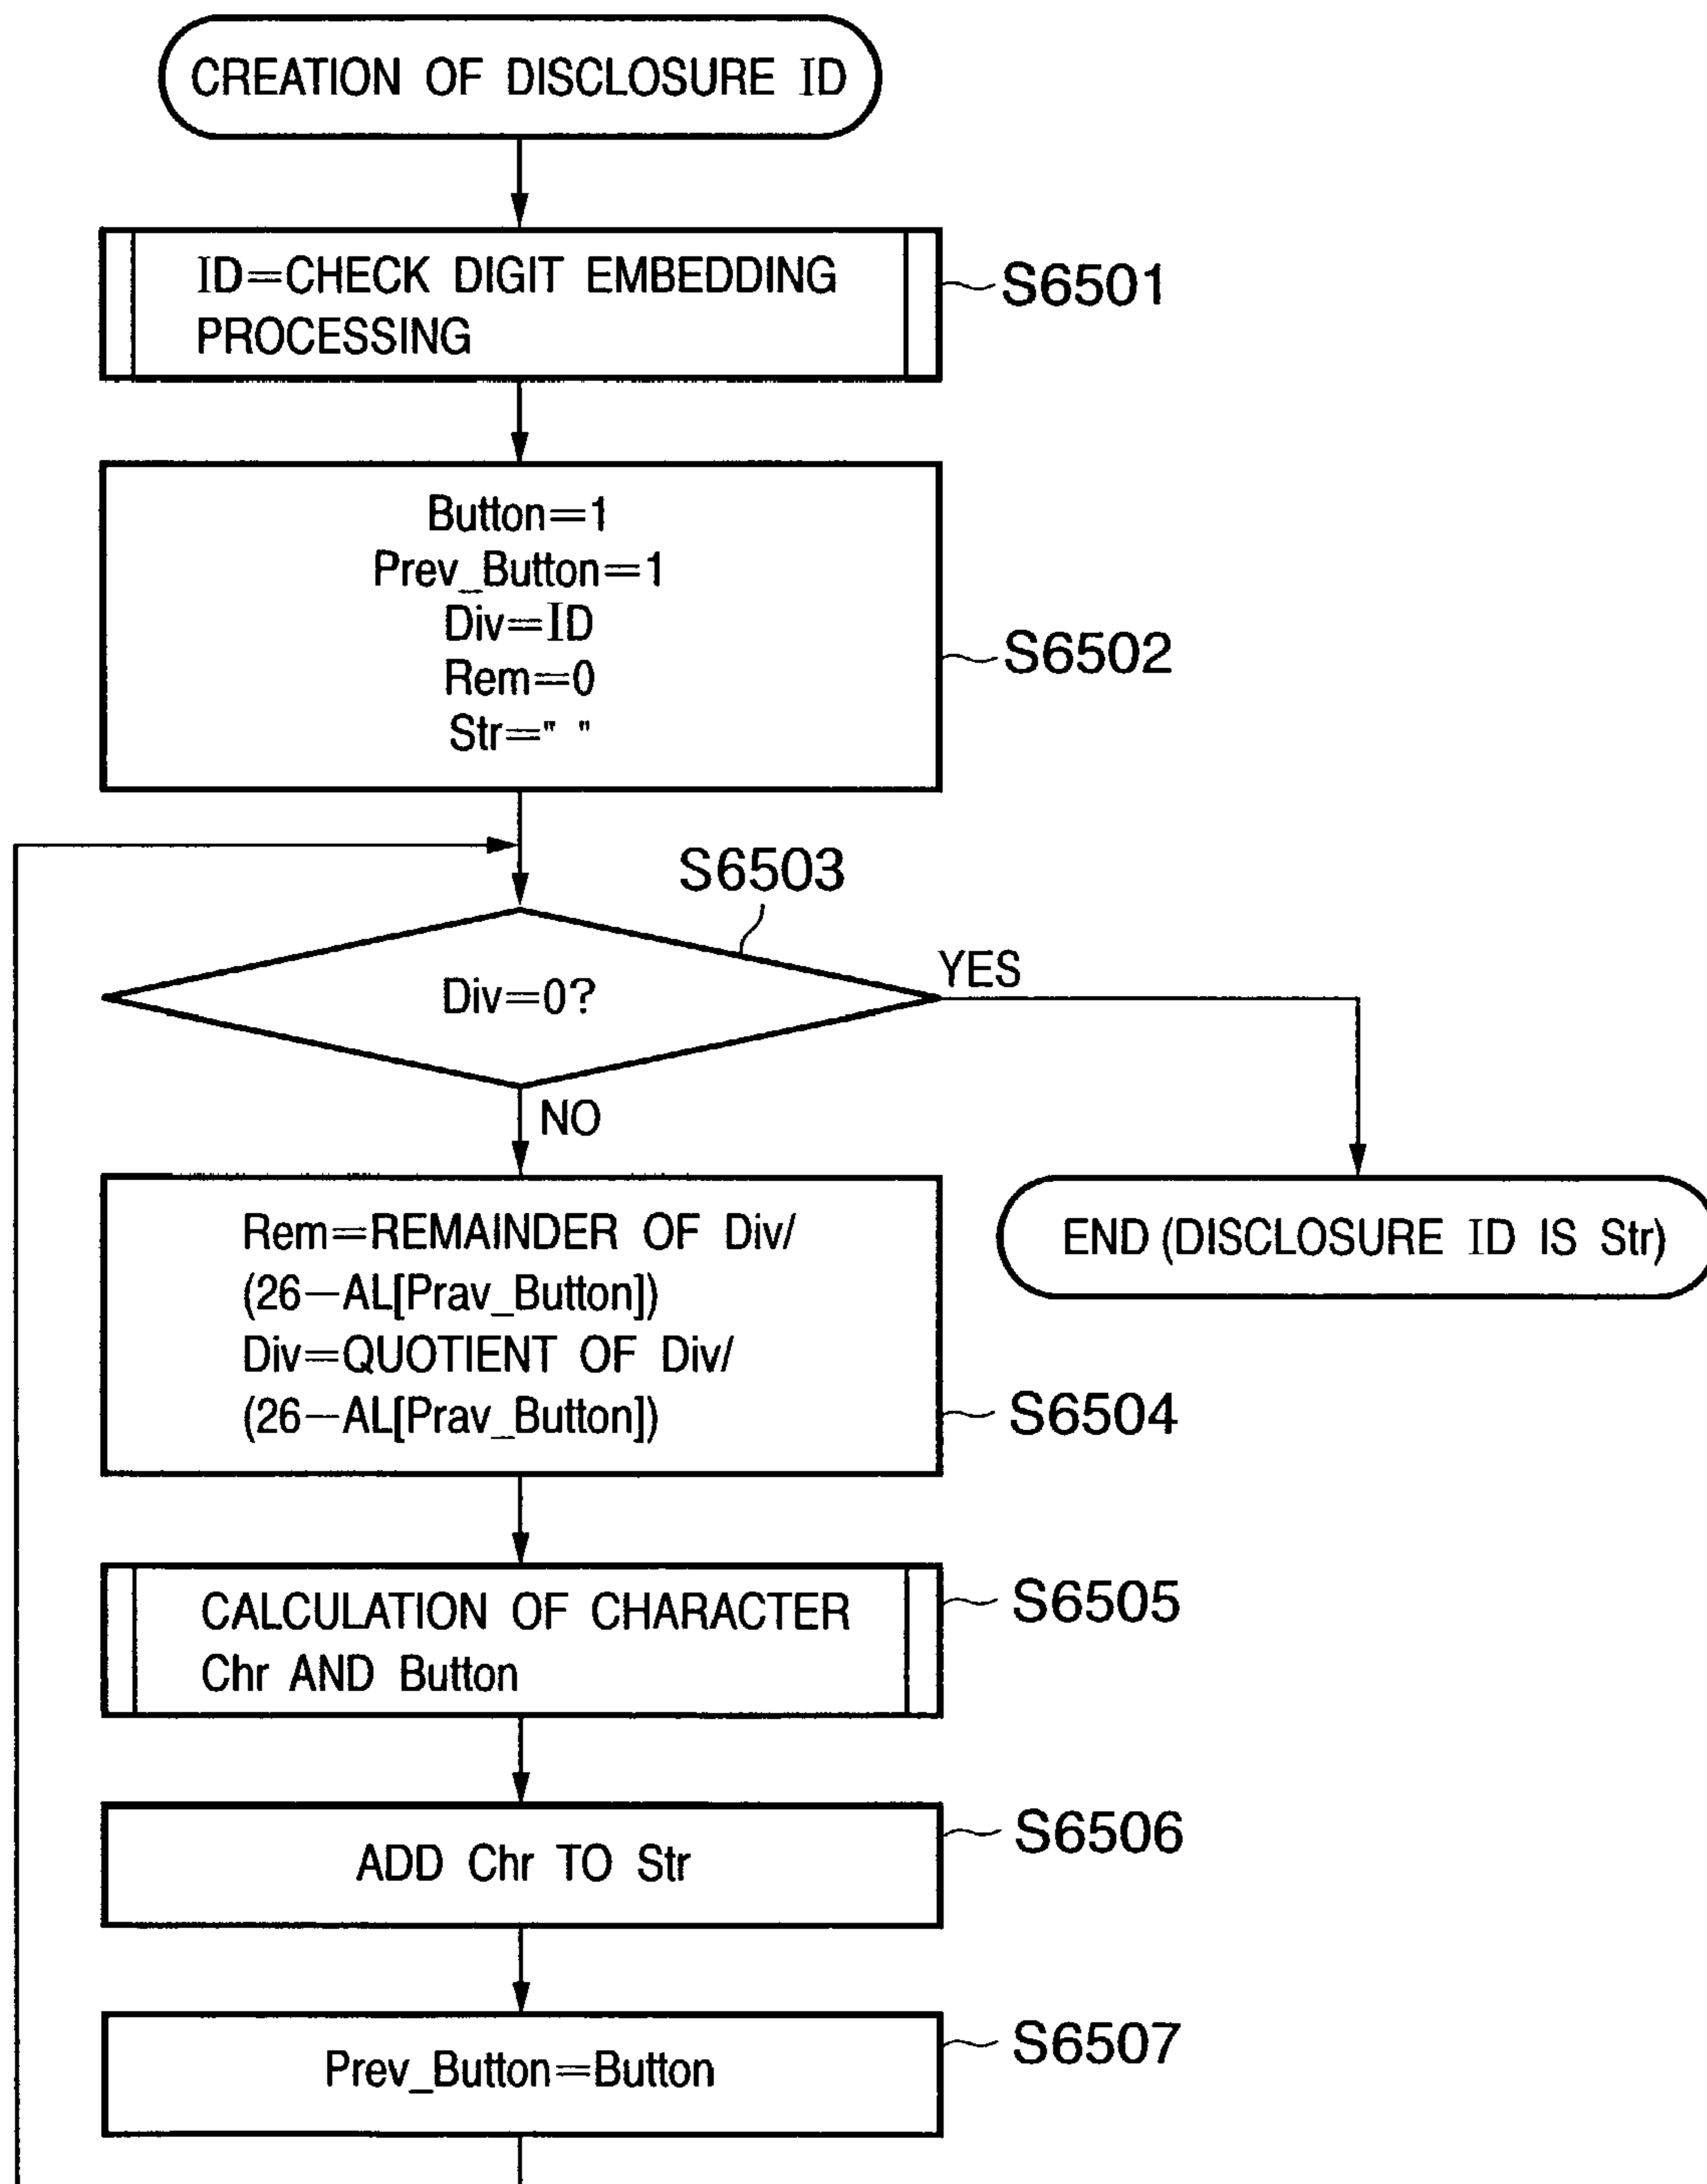 CREATION OF DISCLOSURE ID
ID=CHECK DIGIT EMBEDDING
PROCESSING
S6501
Button=1
Prev_Button=1
Div=ID
Rem=0
Str=" "
S6502
S6503
Div=0?
YES
NO
Rem=REMAINDER OF Div/
(26-AL[Prav_Button])
Div=QUOTIENT OF Div/
(26-AL[Prav_Button])
S6504
END (DISCLOSURE ID IS Str)
CALCULATION OF CHARACTER
Chr AND Button
S6505
ADD Chr TO Str
S6506
Prev_Button=Button
S6507